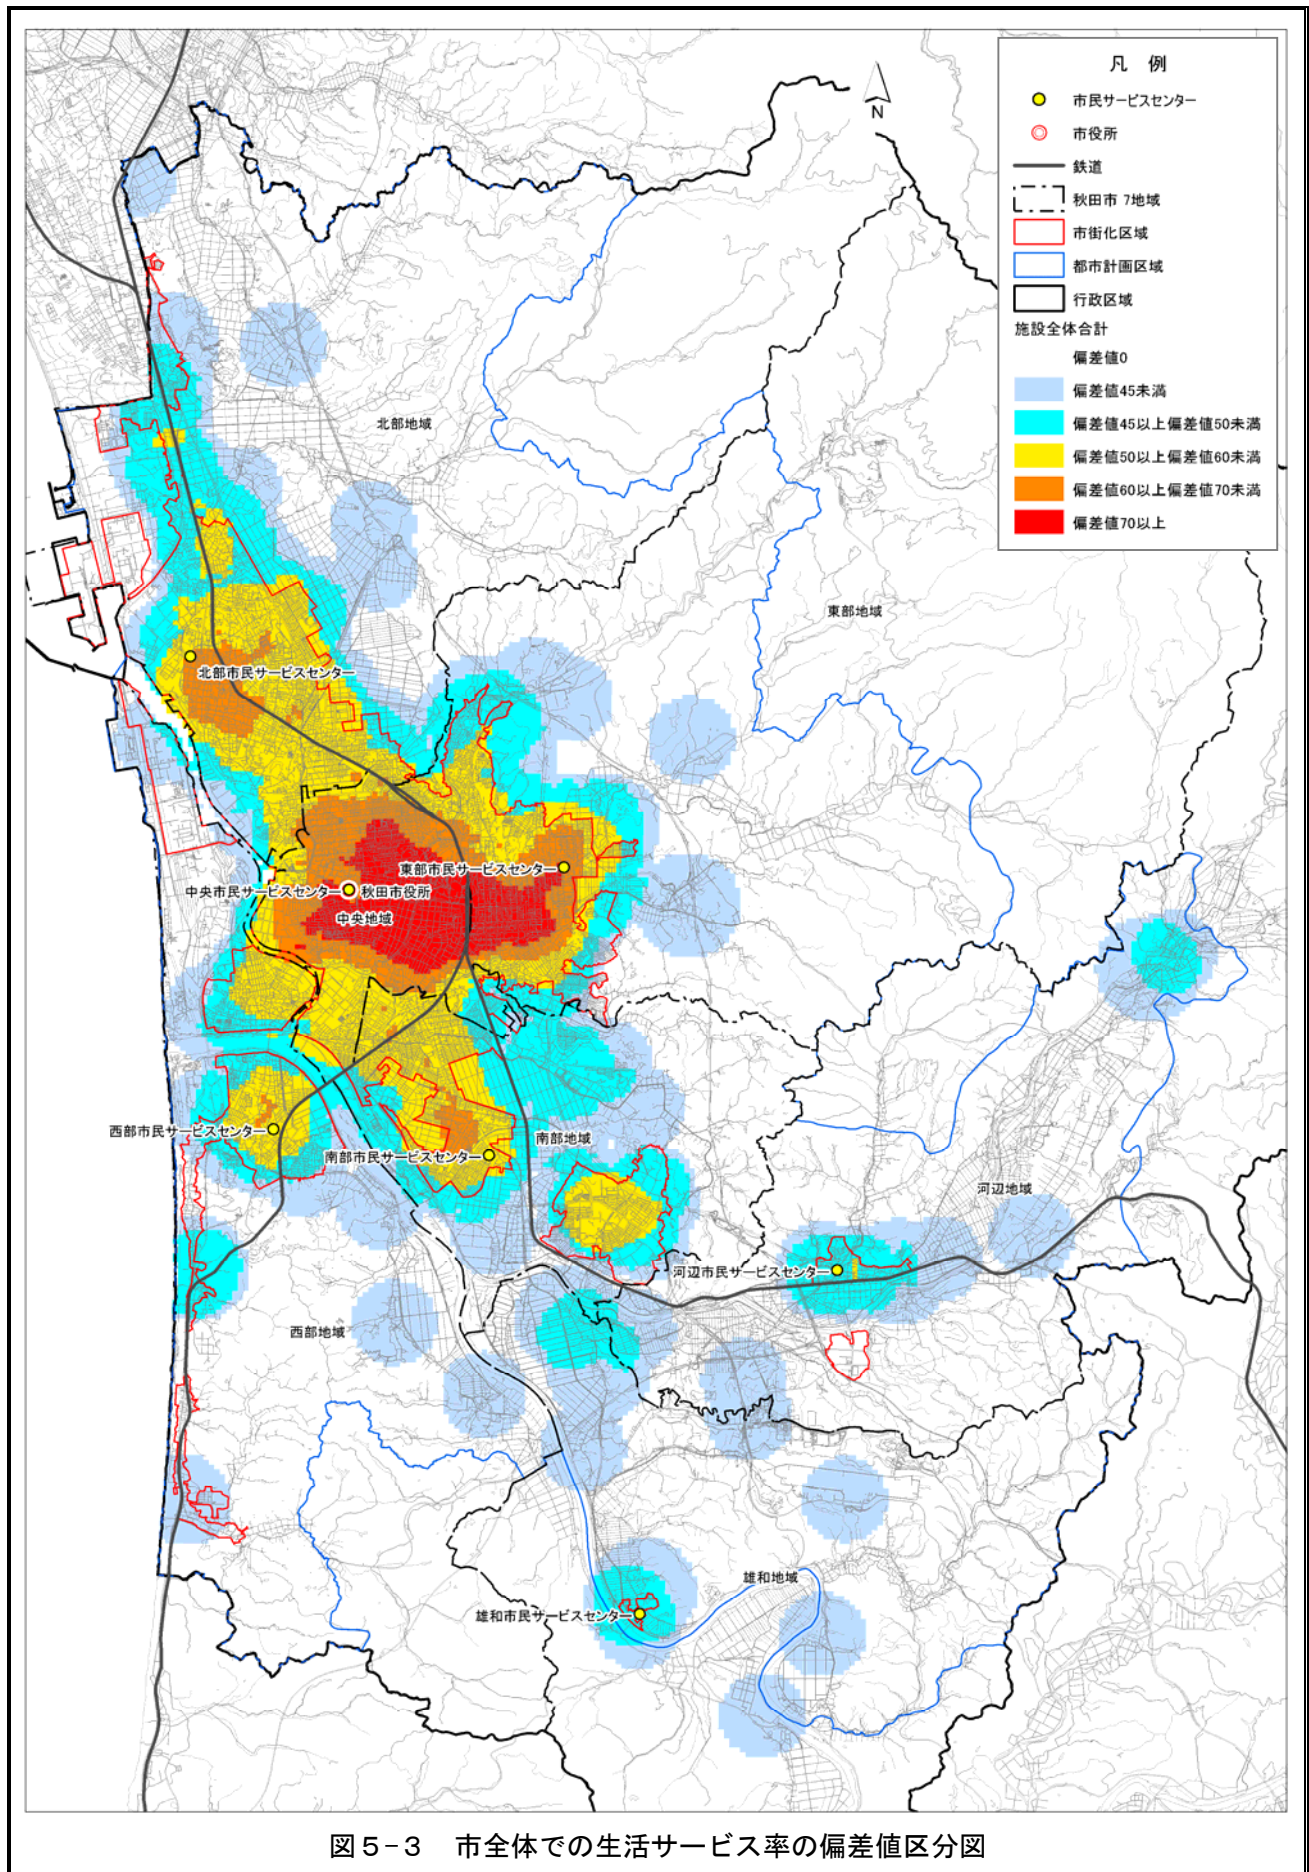 凡 例
市民サービスセンター
市役所
鉄道
秋田市 7地域
市街化区域
都市計画区域
行政区域
施設全体合計
偏差値0
偏差値45未満
偏差値45以上偏差値50未満
偏差値50以上偏差値60未満
偏差値60以上偏差値70未満
偏差値70以上
N
北部地域
東部地域
北部市民サービスセンター
東部市民サービスセンター
中央市民サービスセンター
秋田市役所
中央地域
西部市民サービスセンター
南部地域
南部市民サービスセンター
河辺地域
河辺市民サービスセンター
西部地域
雄和地域
雄和市民サービスセンター
図5-3 市全体での生活サービス率の偏差値区分図